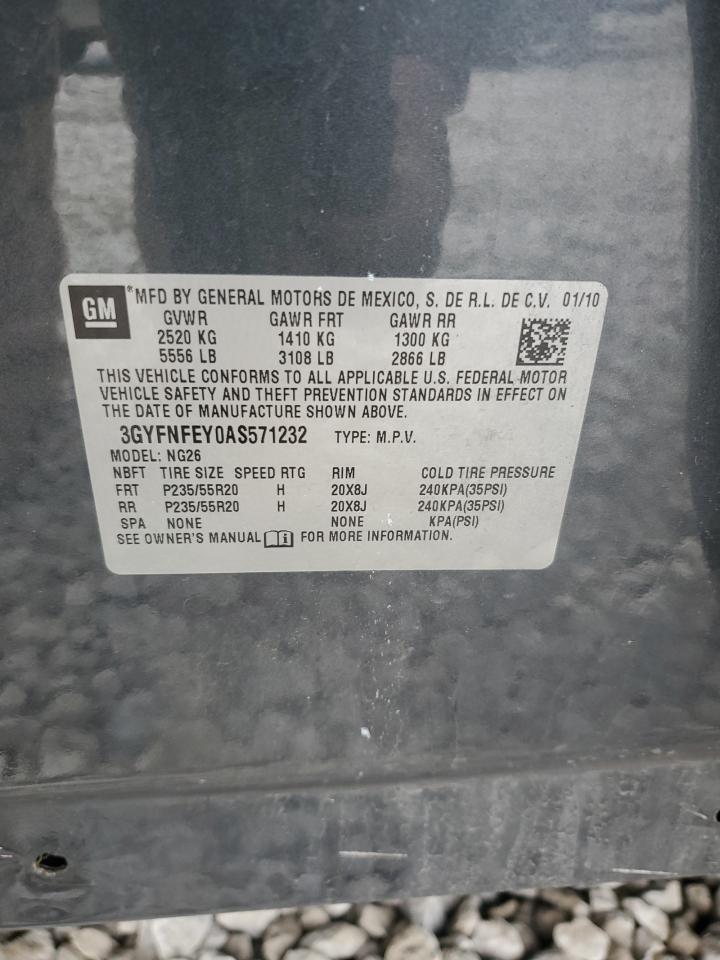 GM *MFD BY GENERAL MOTORS DE MEXICO, S. DE R.L. DE C.V. 01/10
GVWR GAWR FRT GAWR RR
2520 KG 1410 KG 1300 KG
5556 LB 3108 LB 2866 LB
THIS VEHICLE CONFORMS TO ALL APPLICABLE U.S. FEDERAL MOTOR
VEHICLE SAFETY AND THEFT PREVENTION STANDARDS IN EFFECT ON
THE DATE OF MANUFACTURE SHOWN ABOVE.
3GYFNFEY0AS571232 TYPE: M.P.V.
MODEL: NG26
NBFT TIRE SIZE SPEED RTG RIM COLD TIRE PRESSURE
FRT P235/55R20 H 20X8J 240KPA(35PSI)
RR P235/55R20 H 20X8J 240KPA(35PSI)
SPA NONE NONE KPA(PSI)
SEE OWNER'S MANUAL i FOR MORE INFORMATION.